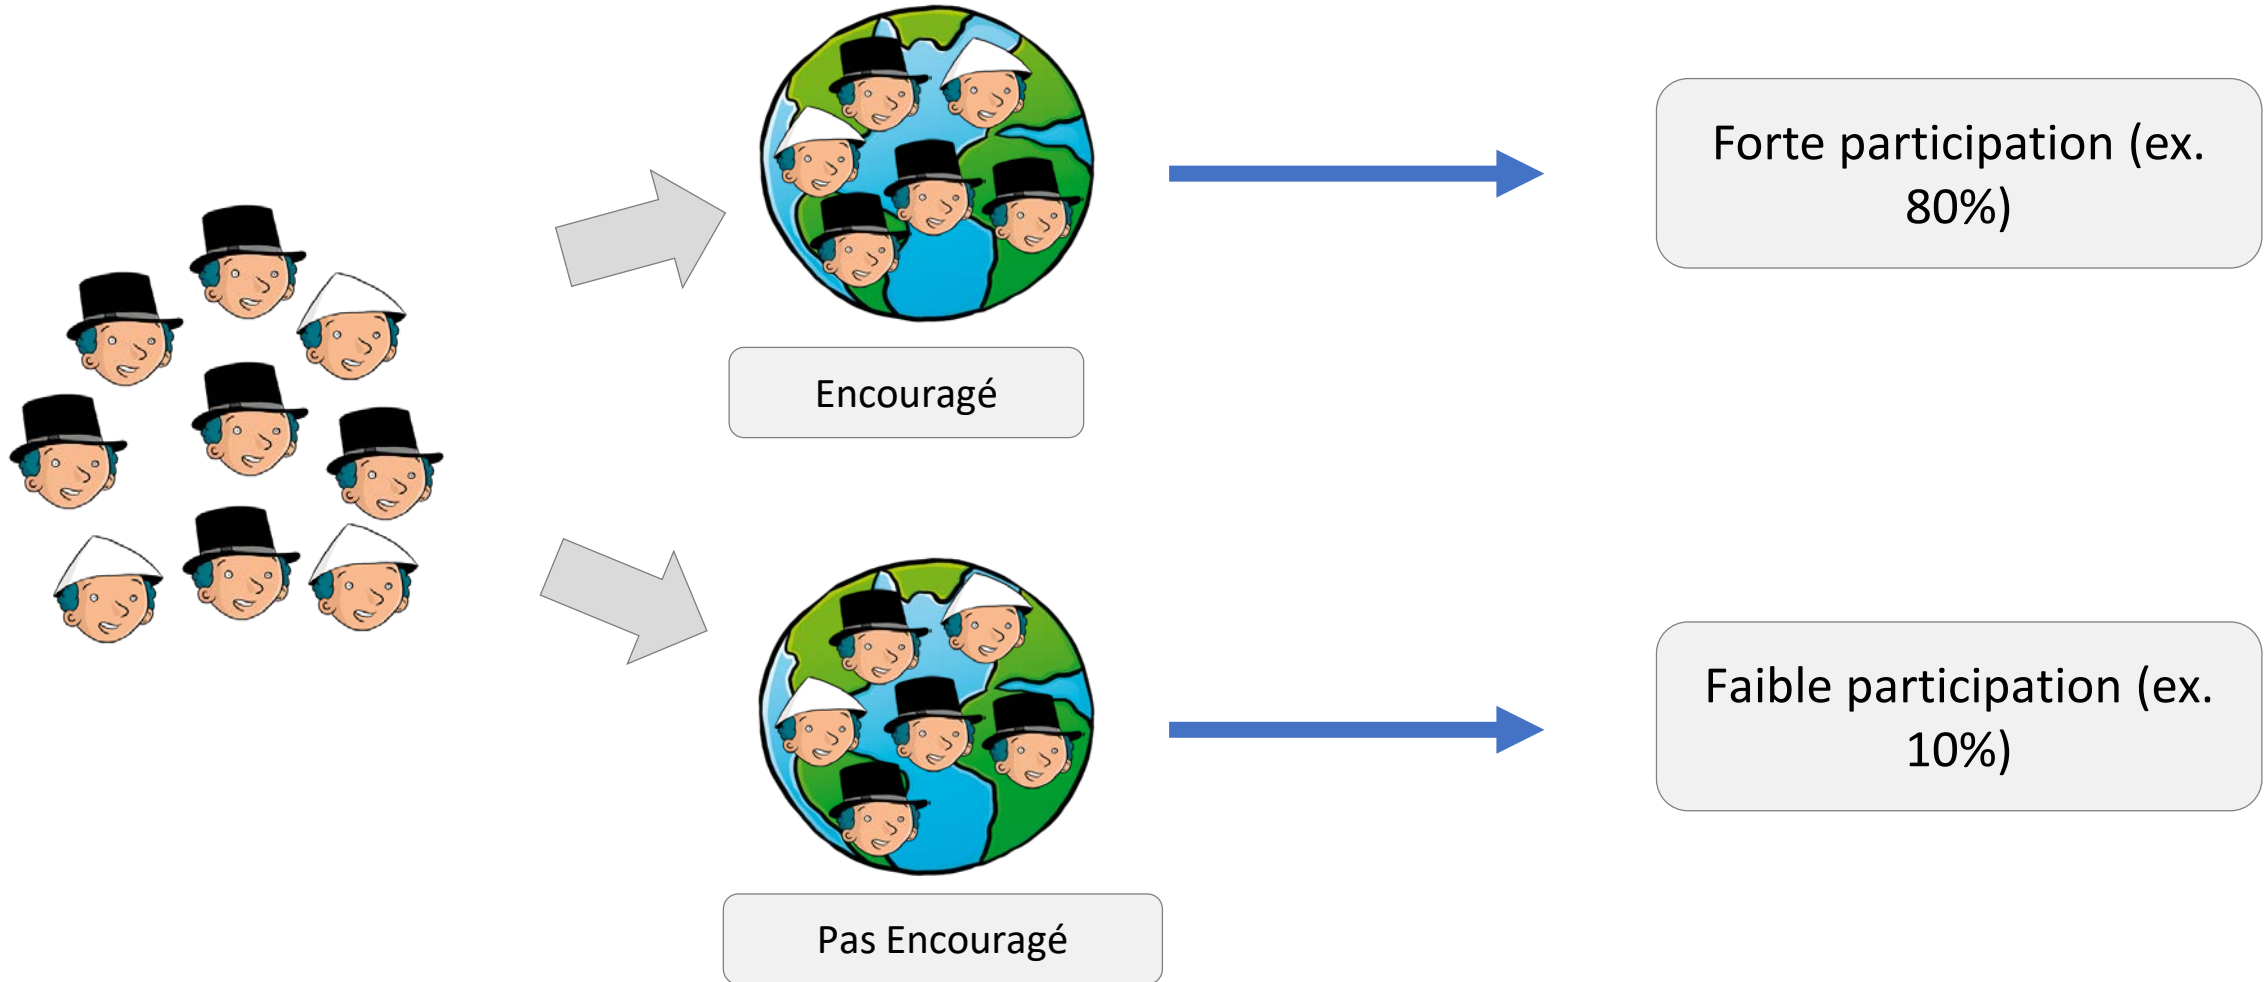 Forte participation (ex.
80%)
Encouragé
Faible participation (ex.
10%)
Pas Encouragé